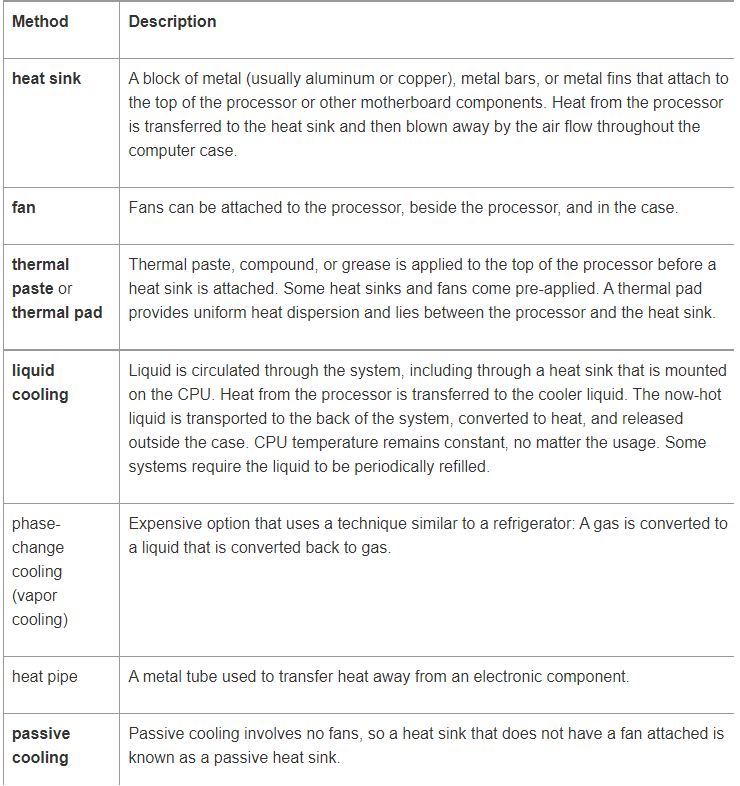 Method
Description
heat sink
A block of metal (usually aluminum or copper), metal bars, or metal fins that attach to
the top of the processor or other motherboard components. Heat from the processor
is transferred to the heat sink and then blown away by the air flow throughout the
computer case.
fan
Fans can be attached to the processor, beside the processor, and in the case.
thermal
paste or
thermal pad
Thermal paste, compound, or grease is applied to the top of the processor before a
heat sink is attached. Some heat sinks and fans come pre-applied. A thermal pad
provides uniform heat dispersion and lies between the processor and the heat sink.
liquid
cooling
Liquid is circulated through the system, including through a heat sink that is mounted
on the CPU. Heat from the processor is transferred to the cooler liquid. The now-hot
liquid is transported to the back of the system, converted to heat, and released
outside the case. CPU temperature remains constant, no matter the usage. Some
systems require the liquid to be periodically refilled.
phase-
change
cooling
(vapor
cooling)
Expensive option that uses a technique similar to a refrigerator: A gas is converted to
a liquid that is converted back to gas.
heat pipe
A metal tube used to transfer heat away from an electronic component.
passive
cooling
Passive cooling involves no fans, so a heat sink that does not have a fan attached is
known as a passive heat sink.